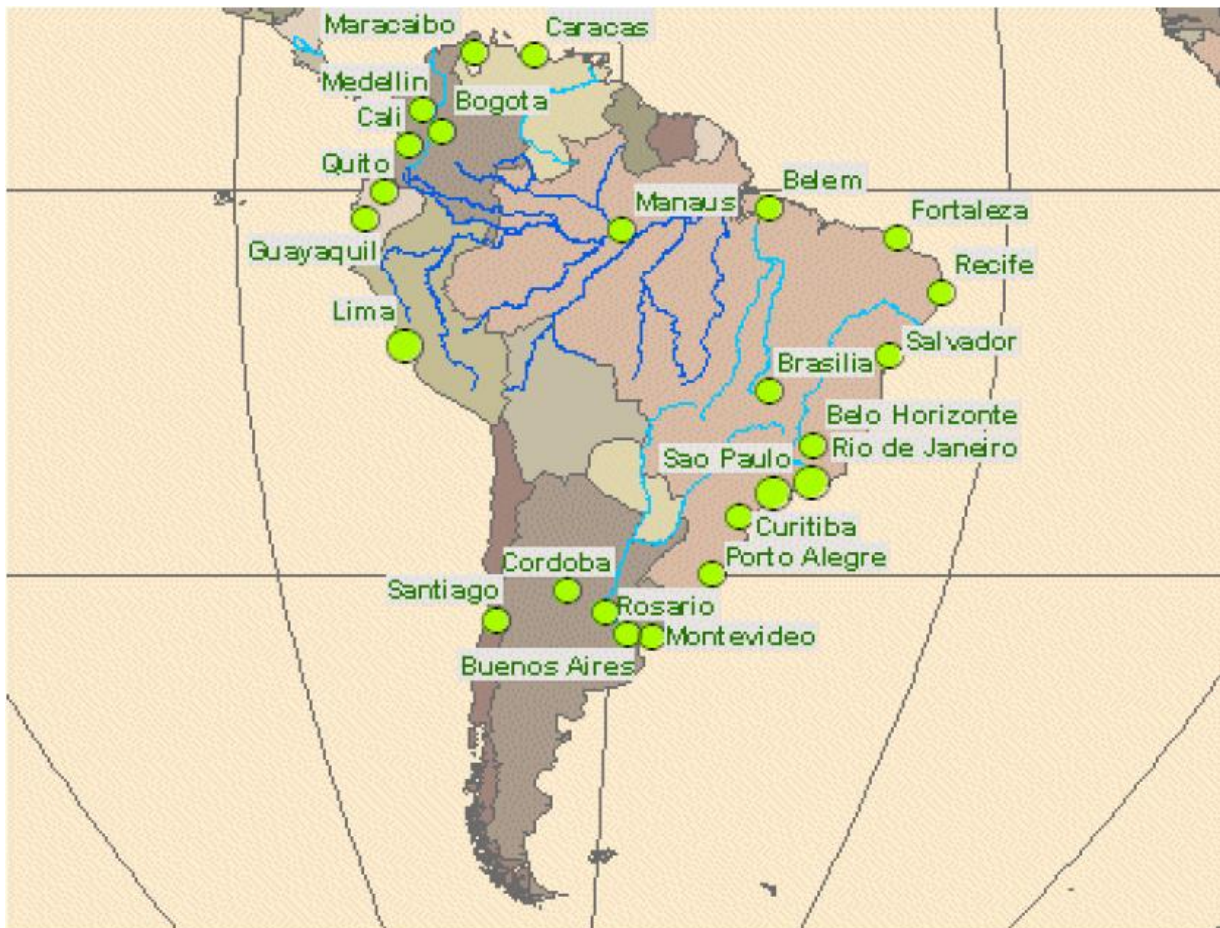 Maracaibo
Caracas
Medellin
Bogota
Cali
Quito
Belem
Manaus
Fortaleza
Guayaquil
Recife
Lima
Salvador
Brasilia
Belo Horizonte
Rio de Janeiro
Sao Paulo
Curitiba
Porto Alegre
Cordoba
Santiago
Rosario
Montevideo
Buenos Aires